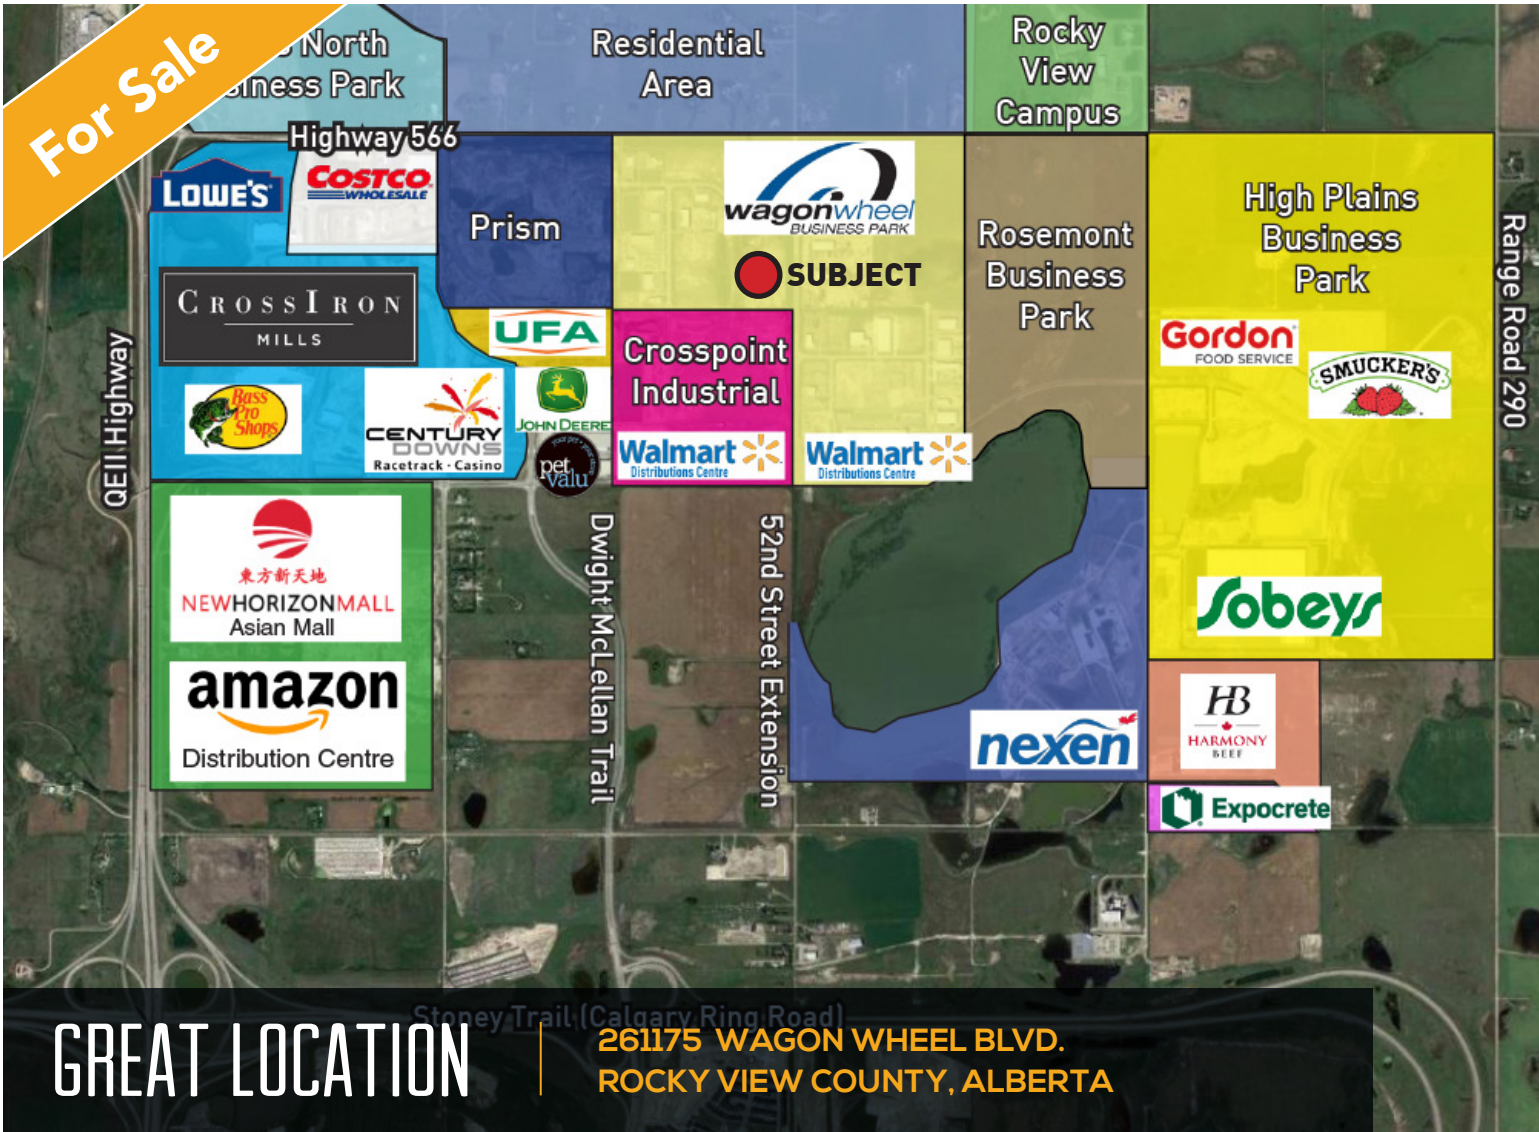 For Sale
North
siness Park
Residential
Area
Rocky
View
Campus
Highway 566
LOWE'S
COSTCO
WHOLESALE
Prism
wagonwheel
BUSINESS PARK
SUBJECT
Rosemont
Business
Park
High Plains
Business
Park
Range Road 290
QEII Highway
CROSSIRON
MILLS
UFA
Crosspoint
Industrial
Gordon
FOOD SERVICE
SMUCKER'S
Bass
Pro
Shops
CENTURY
DOWNS
Racetrack - Casino
JOHN DEERE
your pet • your store
pet
valu
Walmart
Distributions Centre
Walmart
Distributions Centre
東方新天地
NEWHORIZONMALL
Asian Mall
Dwight McLellan Trail
52nd Street Extension
Sobeys
amazon
Distribution Centre
nexen
HB
HARMONY
BEEF
Expocrete
Stoney Trail (Calgary Ring Road)
GREAT LOCATION
261175 WAGON WHEEL BLVD.
ROCKY VIEW COUNTY, ALBERTA